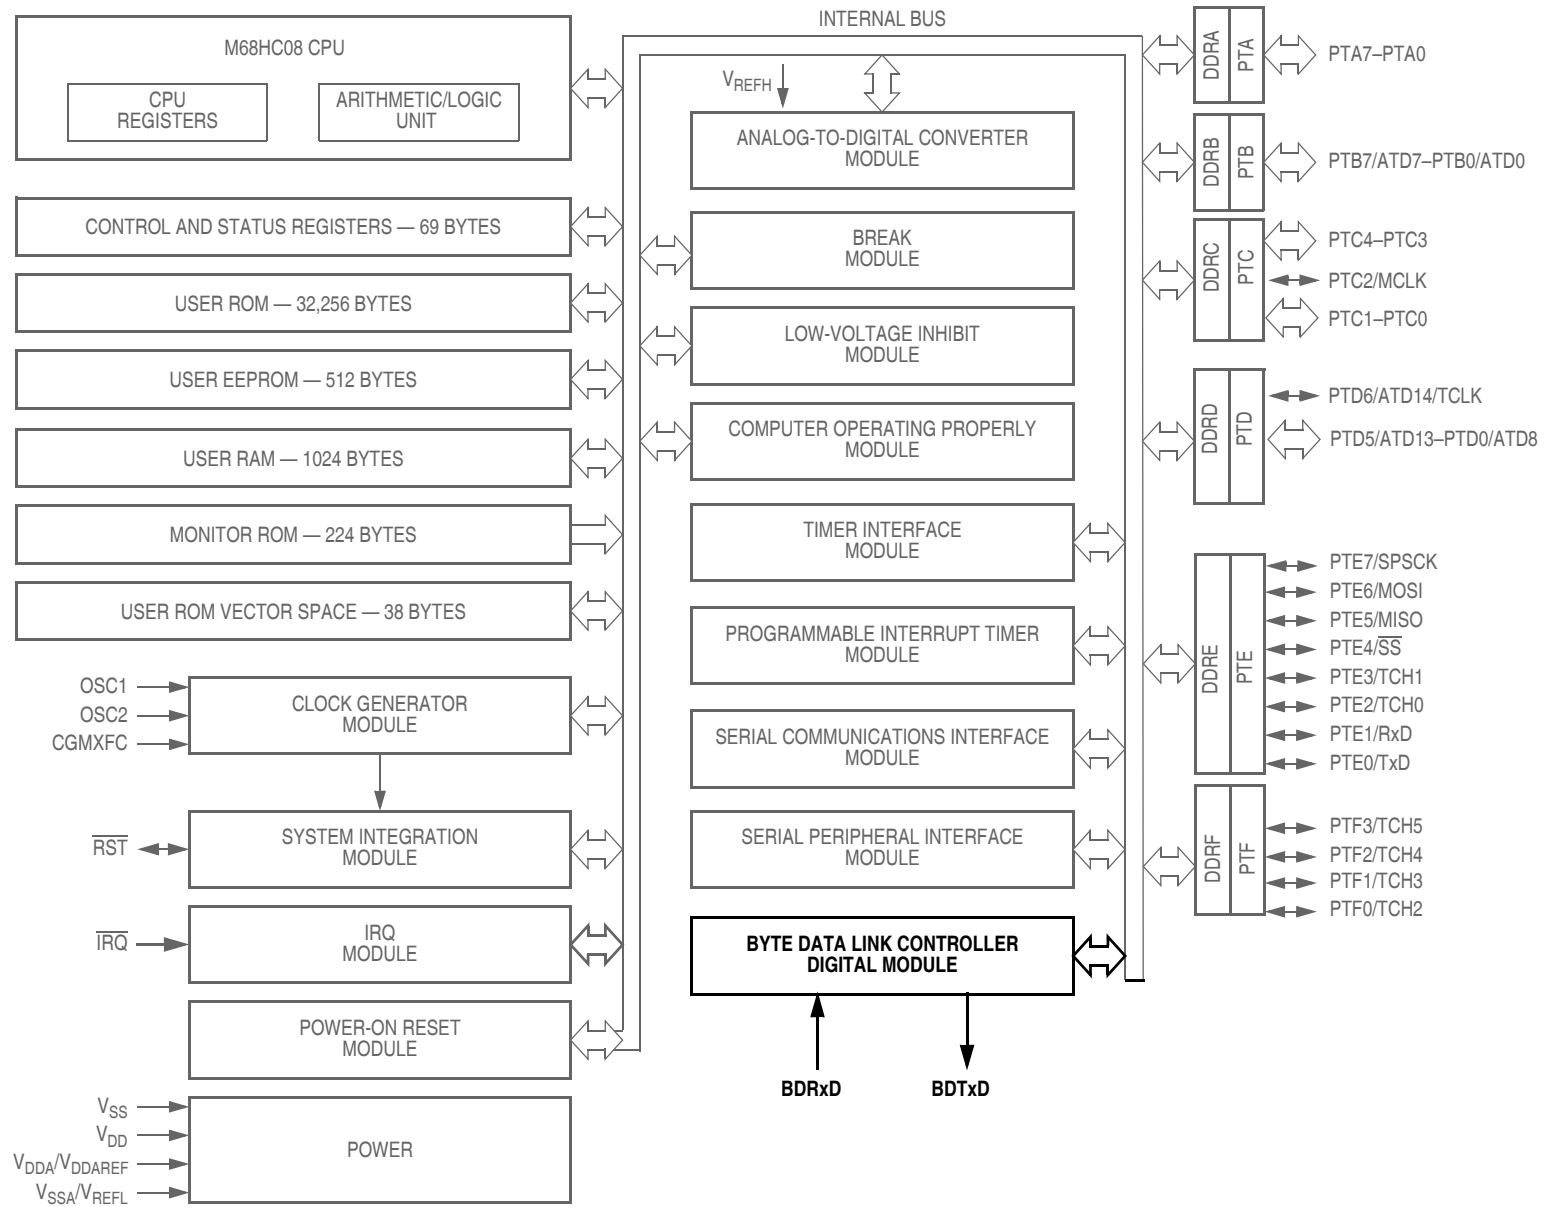 INTERNAL BUS
M68HC08 CPU
CPU
REGISTERS
ARITHMETIC/LOGIC
UNIT
CONTROL AND STATUS REGISTERS — 69 BYTES
USER ROM — 32,256 BYTES
USER EEPROM — 512 BYTES
USER RAM — 1024 BYTES
MONITOR ROM — 224 BYTES
USER ROM VECTOR SPACE — 38 BYTES
OSC1
OSC2
CGMXFC
CLOCK GENERATOR
MODULE
RST
SYSTEM INTEGRATION
MODULE
IRQ
IRQ
MODULE
POWER-ON RESET
MODULE
VSS
VDD
VDDA/VDDAREF
VSSA/VREFL
POWER
VREFH
ANALOG-TO-DIGITAL CONVERTER
MODULE
BREAK
MODULE
LOW-VOLTAGE INHIBIT
MODULE
COMPUTER OPERATING PROPERLY
MODULE
TIMER INTERFACE
MODULE
PROGRAMMABLE INTERRUPT TIMER
MODULE
SERIAL COMMUNICATIONS INTERFACE
MODULE
SERIAL PERIPHERAL INTERFACE
MODULE
BYTE DATA LINK CONTROLLER
DIGITAL MODULE
BDRxD
BDTxD
DDRA
PTA
PTA7–PTA0
DDRB
PTB
PTB7/ATD7–PTB0/ATD0
DDRC
PTC
PTC4–PTC3
PTC2/MCLK
PTC1–PTC0
DDRD
PTD
PTD6/ATD14/TCLK
PTD5/ATD13–PTD0/ATD8
DDRE
PTE
PTE7/SPSCK
PTE6/MOSI
PTE5/MISO
PTE4/SS
PTE3/TCH1
PTE2/TCH0
PTE1/RxD
PTE0/TxD
DDRF
PTF
PTF3/TCH5
PTF2/TCH4
PTF1/TCH3
PTF0/TCH2